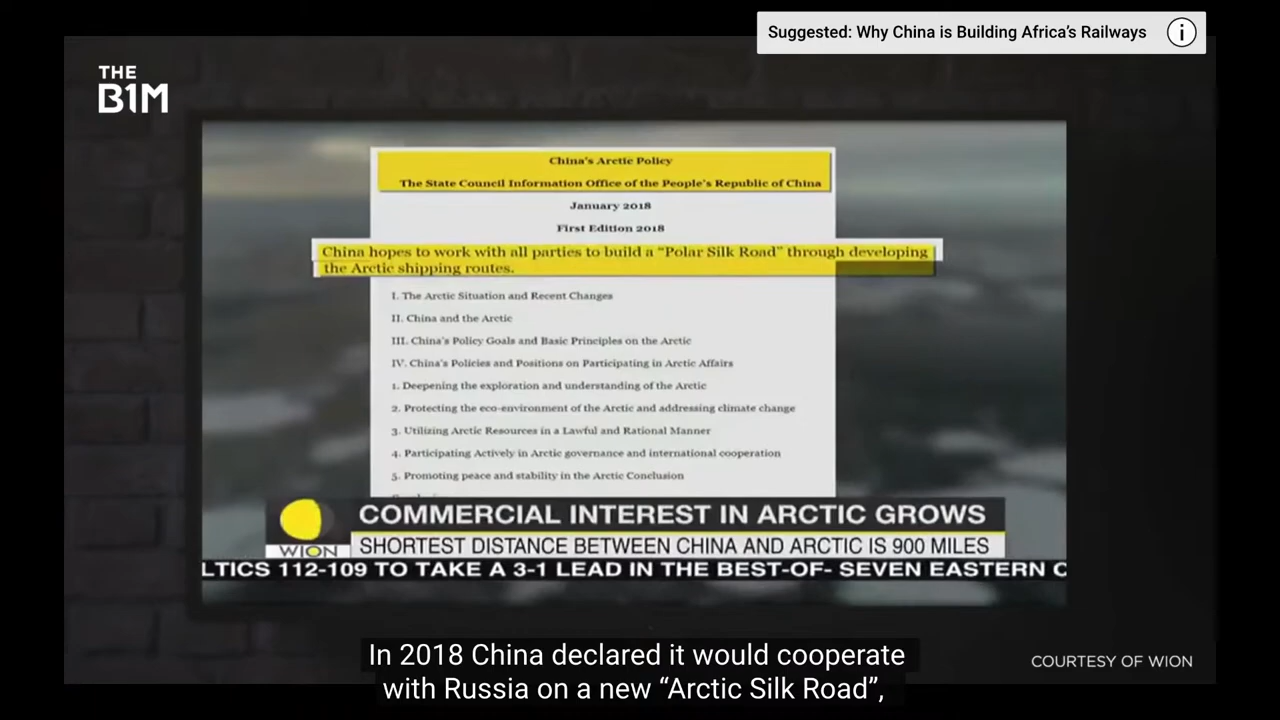 Suggested: Why China is Building Africa's Railways
THE
B1M
China's Arctic Policy
The State Council Information Office of the People's Republic of China
January 2018
First Edition 2018
China hopes to work with all parties to build a “Polar Silk Road” through developing
the Arctic shipping routes.
I. The Arctic Situation and Recent Changes
II. China and the Arctic
III. China's Policy Goals and Basic Principles on the Arctic
IV. China's Policies and Positions on Participating in Arctic Affairs
1. Deepening the exploration and understanding of the Arctic
2. Protecting the eco-environment of the Arctic and addressing climate change
3. Utilizing Arctic Resources in a Lawful and Rational Manner
4. Participating Actively in Arctic governance and international cooperation
5. Promoting peace and stability in the Arctic Conclusion
COMMERCIAL INTEREST IN ARCTIC GROWS
WION
SHORTEST DISTANCE BETWEEN CHINA AND ARCTIC IS 900 MILES
LTICS 112-109 TO TAKE A 3-1 LEAD IN THE BEST-OF- SEVEN EASTERN C
In 2018 China declared it would cooperate
with Russia on a new “Arctic Silk Road”,
COURTESY OF WION